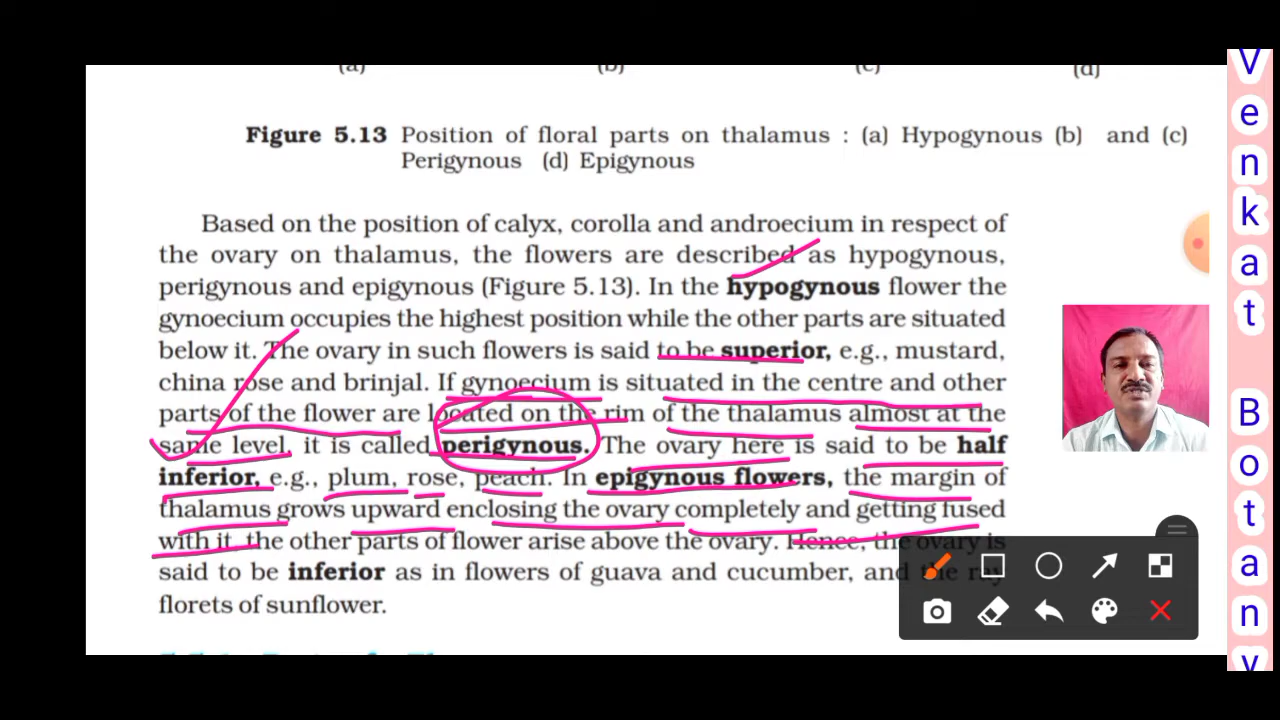 (a) (b) (c) (d)
Figure 5.13 Position of floral parts on thalamus : (a) Hypogynous (b) and (c)
Perigynous (d) Epigynous
Based on the position of calyx, corolla and androecium in respect of
the ovary on thalamus, the flowers are described as hypogynous,
perigynous and epigynous (Figure 5.13). In the hypogynous flower the
gynoecium occupies the highest position while the other parts are situated
below it. The ovary in such flowers is said to be superior, e.g., mustard,
china rose and brinjal. If gynoecium is situated in the centre and other
parts of the flower are located on the rim of the thalamus almost at the
same level, it is called perigynous. The ovary here is said to be half
inferior, e.g., plum, rose, peach. In epigynous flowers, the margin of
thalamus grows upward enclosing the ovary completely and getting fused
with it, the other parts of flower arise above the ovary. Hence, the ovary is
said to be inferior as in flowers of guava and cucumber, and the ray
florets of sunflower.
Venkat Botany